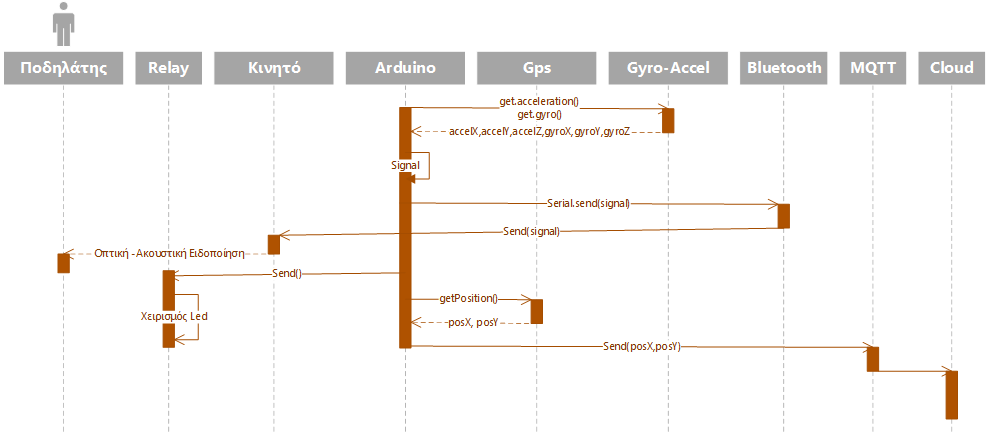 Ποδηλάτης
Relay
Κινητό
Arduino
Gps
Gyro-Accel
Bluetooth
MQTT
Cloud
get.acceleration()
get.gyro()
accelX,accelY,accelZ,gyroX,gyroY,gyroZ
Signal
Serial.send(signal)
Send(signal)
Οπτική -Ακουστική Ειδοποίηση
Send()
getPosition()
Χειρισμός Led
posX, posY
Send(posX,posY)